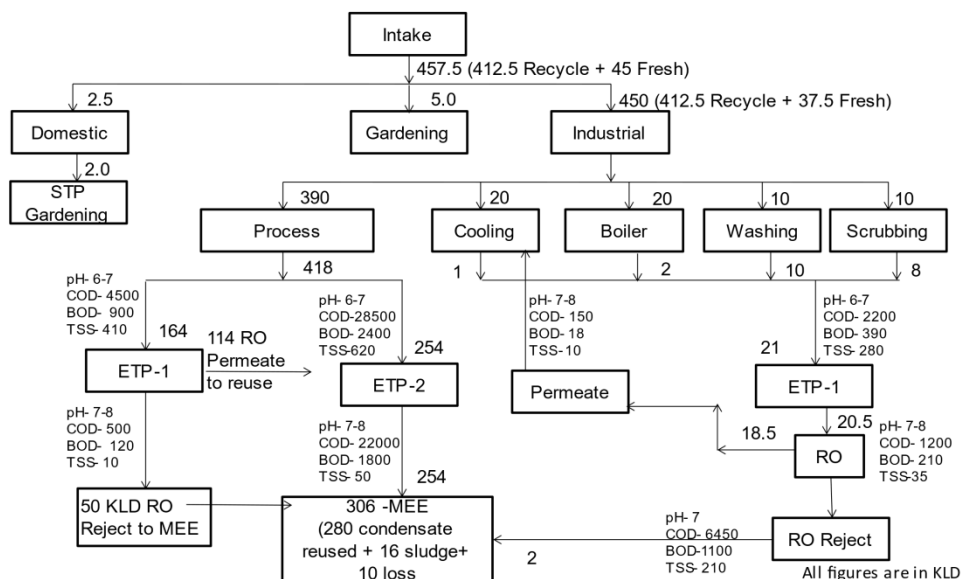 Intake
457.5 (412.5 Recycle + 45 Fresh)
2.5
5.0
450 (412.5 Recycle + 37.5 Fresh)
Domestic
Gardening
Industrial
2.0
STP
Gardening
390
20
20
10
10
Process
Cooling
Boiler
Washing
Scrubbing
418
1
2
10
8
pH- 6-7
COD- 4500
BOD- 900
TSS- 410
164
114 RO
Permeate
to reuse
pH- 6-7
COD-28500
BOD- 2400
TSS-620
254
pH- 7-8
COD- 150
BOD- 18
TSS- 10
pH- 6-7
COD- 2200
BOD- 390
TSS- 280
21
ETP-1
ETP-2
Permeate
ETP-1
pH- 7-8
COD- 500
BOD- 120
TSS- 10
pH- 7-8
COD- 22000
BOD- 1800
TSS- 50
254
18.5
20.5
RO
pH- 7-8
COD- 1200
BOD- 210
TSS-35
50 KLD RO
Reject to MEE
306 -MEE
(280 condensate
reused + 16 sludge+
10 loss
2
pH- 7
COD- 6450
BOD-1100
TSS- 210
RO Reject
All figures are in KLD